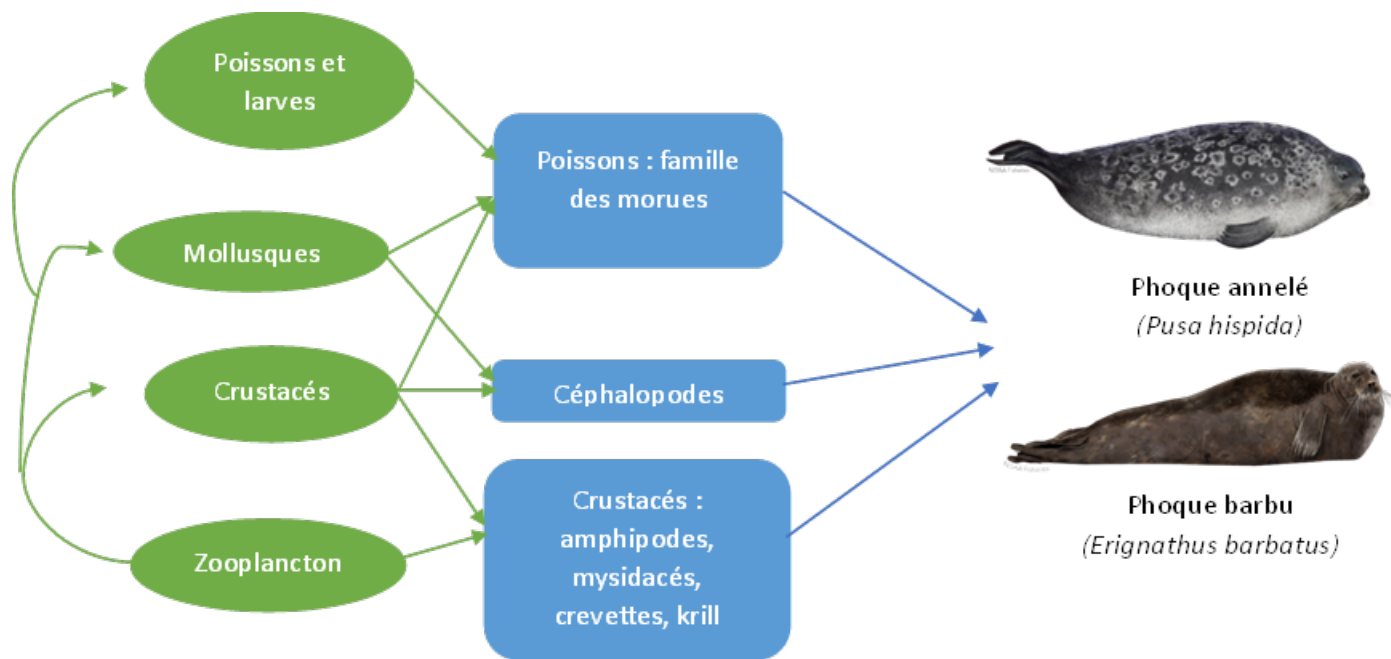 Poissons et
larves
Mollusques
Crustacés
Zooplancton
Poissons : famille
des morues
Céphalopodes
Crustacés :
amphipodes,
mysidacés,
crevettes, krill
Phoque annelé
(Pusa hispida)
Phoque barbu
(Erignathus barbatus)